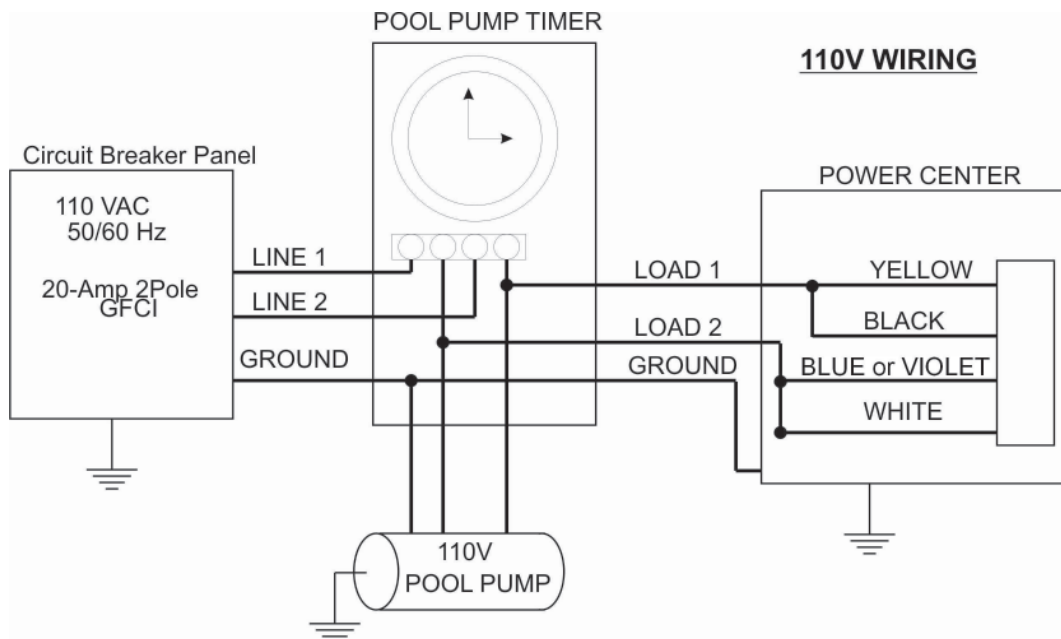 POOL PUMP TIMER
110V WIRING
Circuit Breaker Panel
110 VAC
50/60 Hz
20-Amp 2Pole
GFCI
LINE 1
LINE 2
GROUND
POWER CENTER
LOAD 1
YELLOW
BLACK
LOAD 2
GROUND
BLUE or VIOLET
WHITE
110V
POOL PUMP